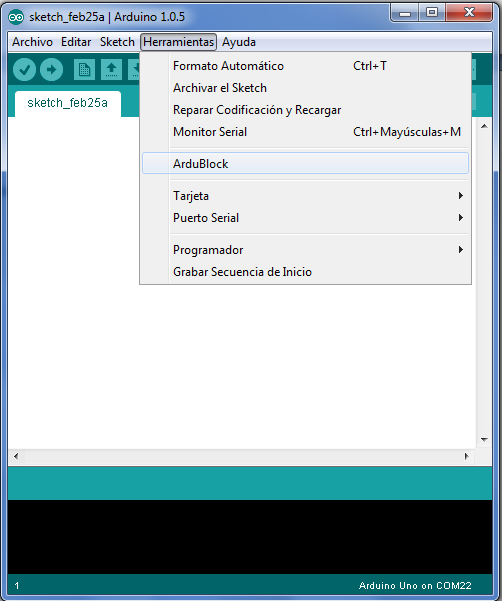 sketch_feb25a | Arduino 1.0.5
Archivo Editar Sketch Herramientas Ayuda
Formato Automático Ctrl+T
Archivar el Sketch
Reparar Codificación y Recargar
Monitor Serial Ctrl+Mayúsculas+M
ArduBlock
Tarjeta
Puerto Serial
Programador
Grabar Secuencia de Inicio
sketch_feb25a
1 Arduino Uno on COM22